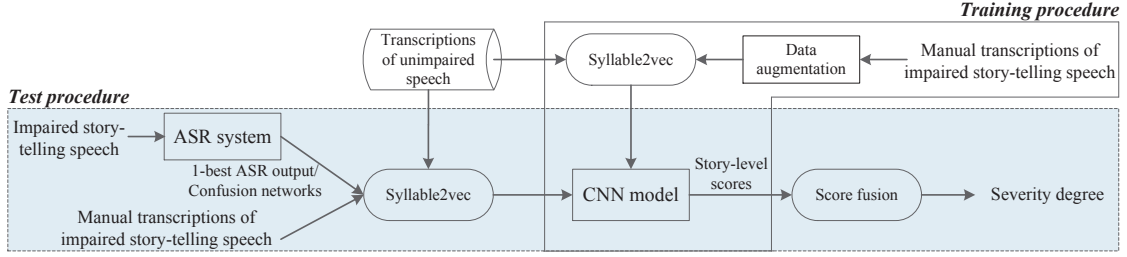 Training procedure
Transcriptions
of unimpaired
speech
Syllable2vec
Data
augmentation
Manual transcriptions of
impaired story-telling speech
Test procedure
Impaired story-
telling speech
ASR system
1-best ASR output/
Confusion networks
Manual transcriptions of
impaired story-telling speech
Syllable2vec
CNN model
Story-level
scores
Score fusion
Severity degree